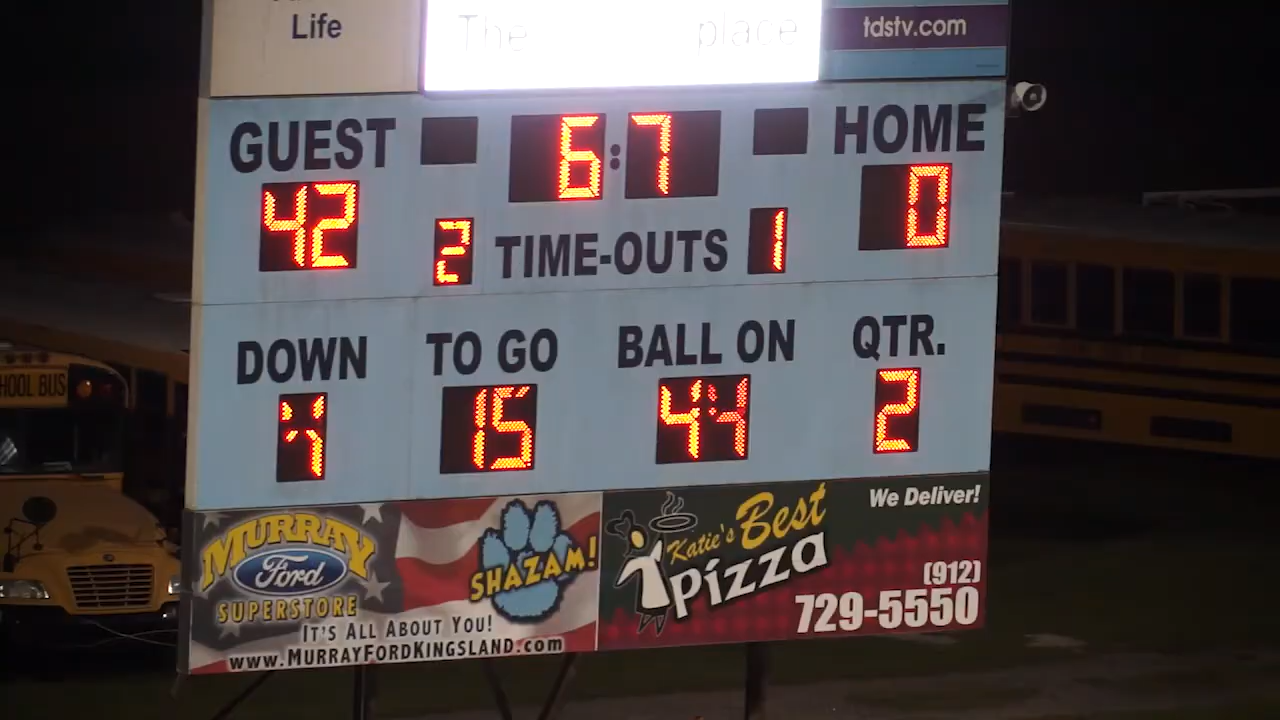 Life
The place
tdstv.com
GUEST 6:7 HOME
42 0
2 TIME-OUTS 1
DOWN TO GO BALL ON QTR.
4 15 44 2
HOOL BUS
MURRAY
Ford
SUPERSTORE
SHAZAM!
IT'S ALL ABOUT YOU!
www.MURRAYFORDKINGSLAND.com
We Deliver!
Katie's Best
Pizza
(912)
729-5550